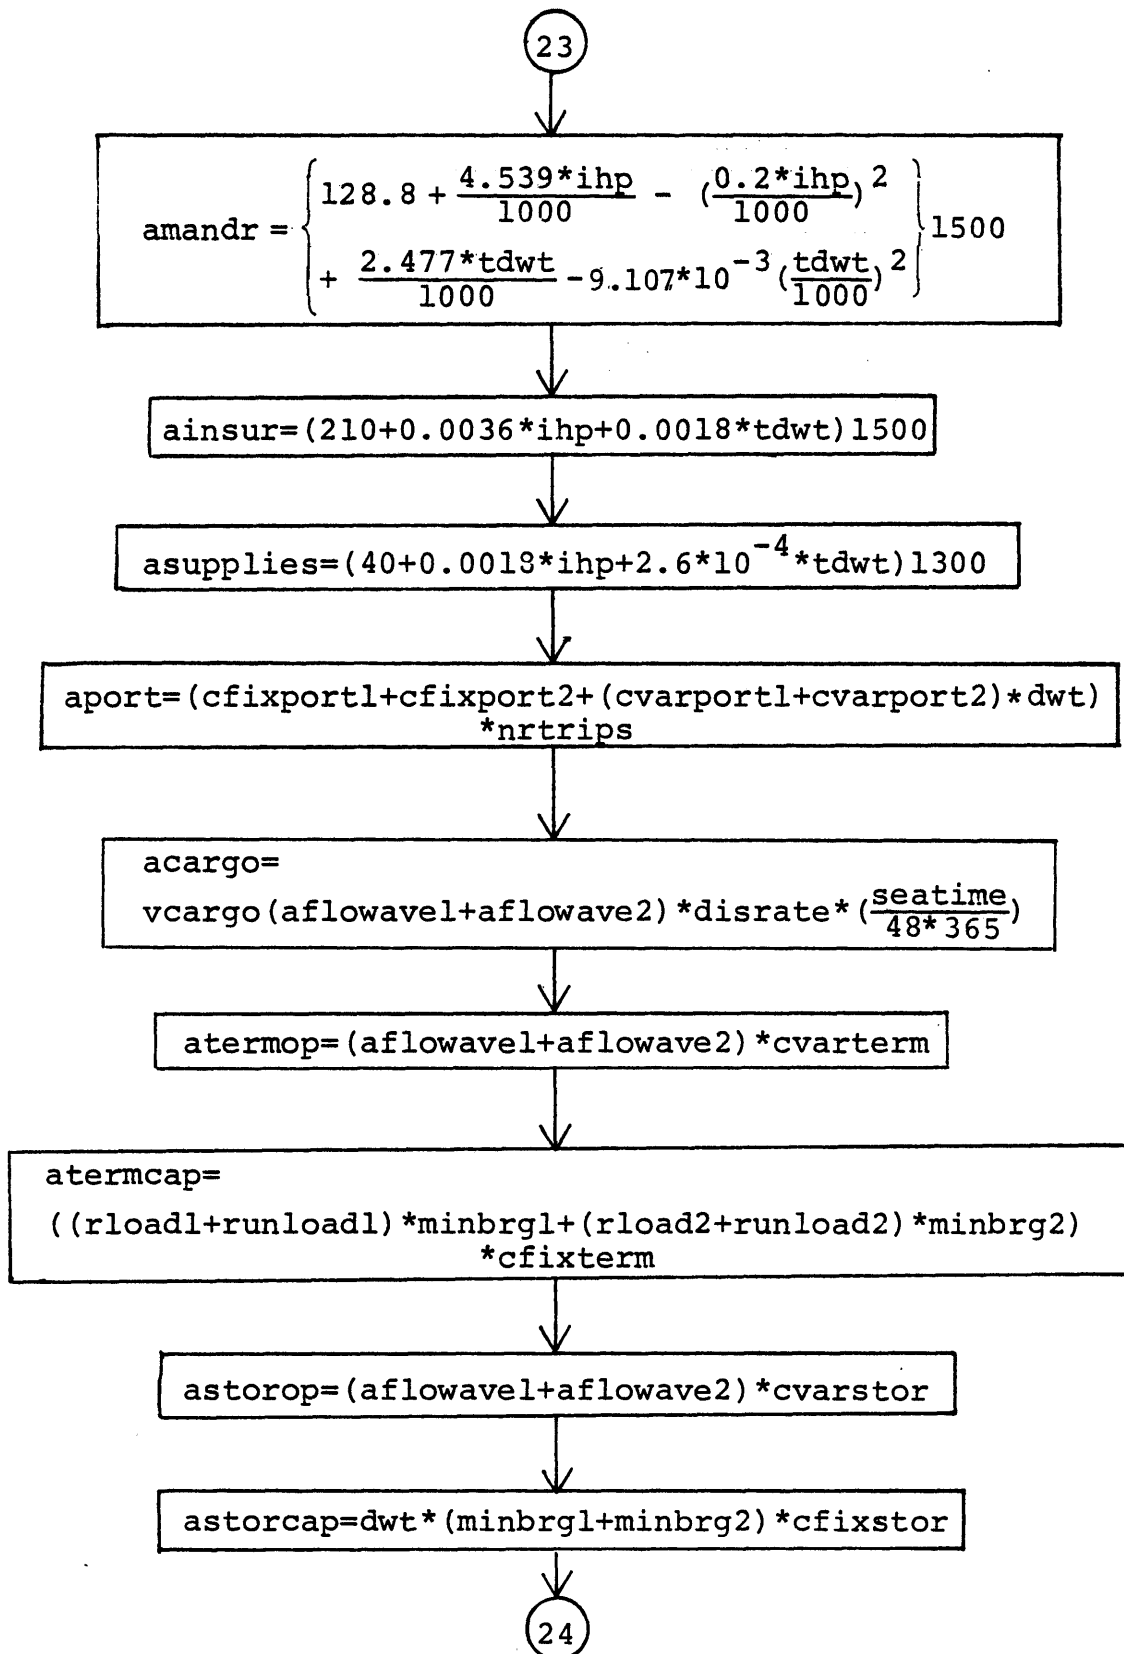 23
amandr = { 128.8 + 4.539*ihp/1000 - (0.2*ihp/1000)^2
+ 2.477*tdwt/1000 - 9.107*10^-3 (tdwt/1000)^2 } 1500
ainsur=(210+0.0036*ihp+0.0018*tdwt)1500
asupplies=(40+0.0018*ihp+2.6*10^-4*tdwt)1300
aport=(cfixport1+cfixport2+(cvarport1+cvarport2)*dwt)
*nrtrips
acargo=
vcargo(aflowave1+aflowave2)*disrate*(seatime/48*365)
atermop=(aflowave1+aflowave2)*cvarterm
atermcap=
((rload1+runload1)*minbrg1+(rload2+runload2)*minbrg2)
*cfixterm
astorop=(aflowave1+aflowave2)*cvarstor
astorcap=dwt*(minbrg1+minbrg2)*cfixstor
24